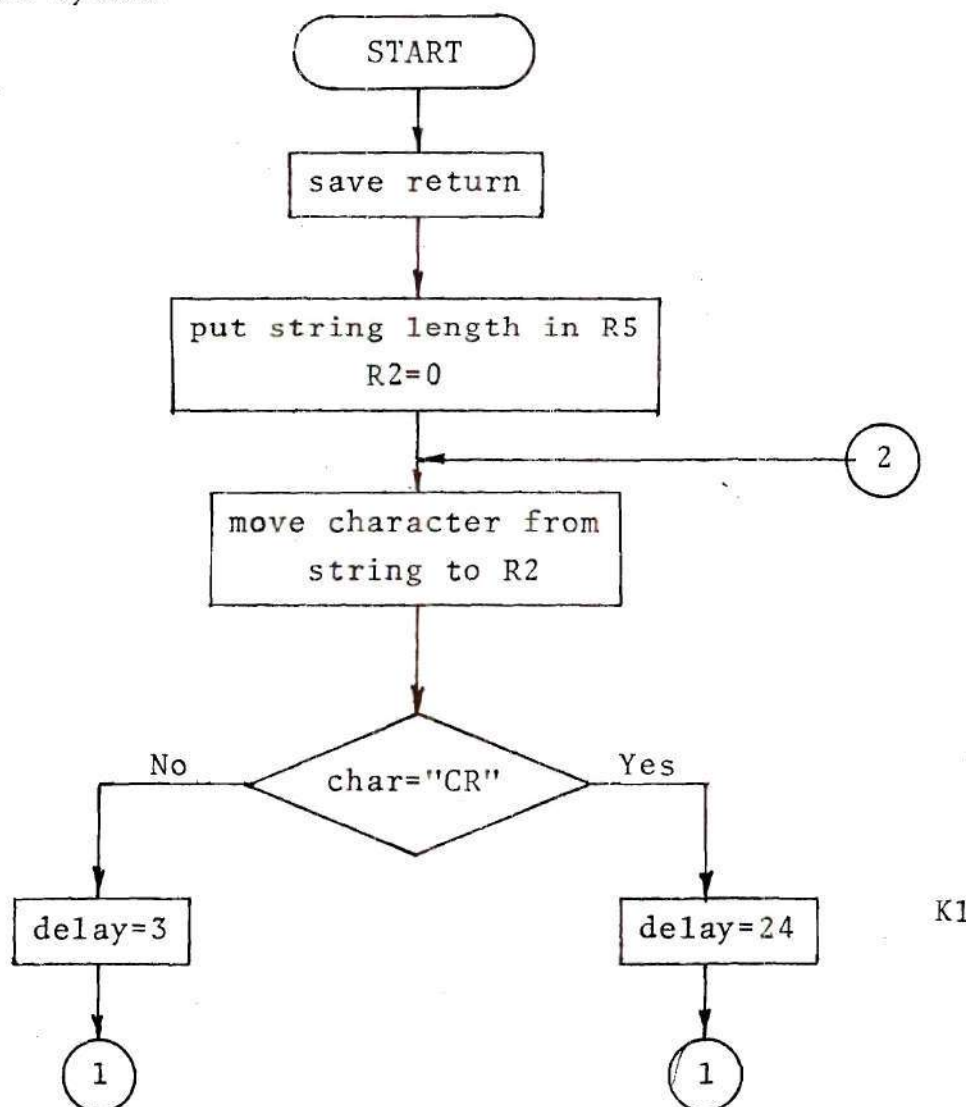 START
save return
put string length in R5
R2=0
2
move character from
string to R2
No
char="CR"
Yes
delay=3
delay=24
K1
1
1